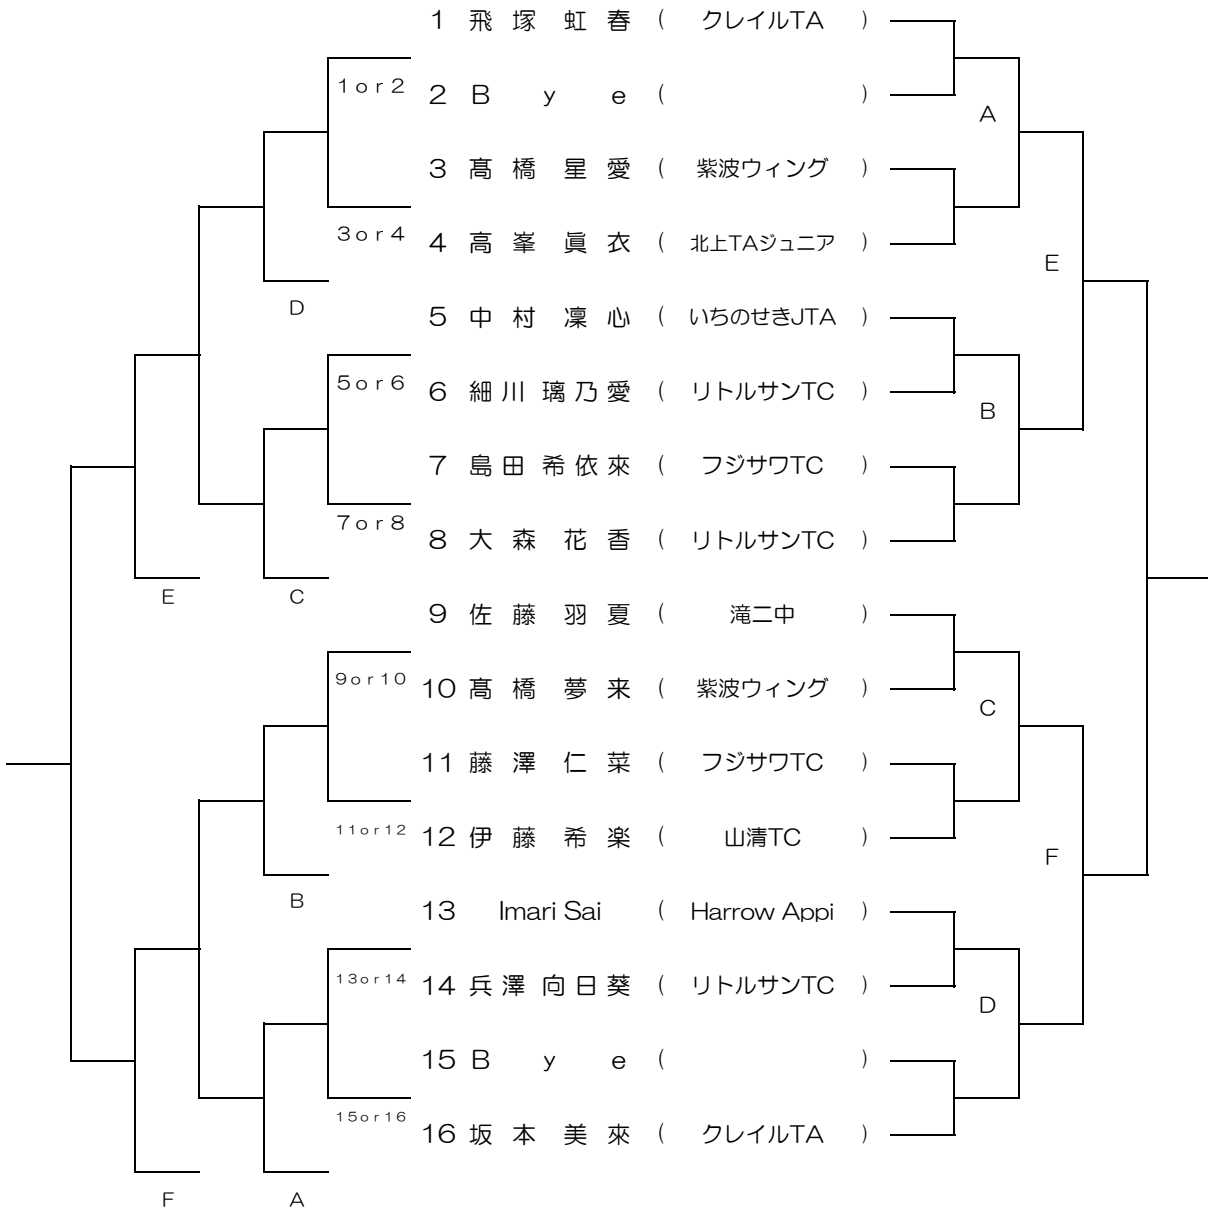 1 飛塚 虹春 ( クレイルTA )
1or2
2 Bye ( )
A
3 髙橋 星愛 ( 紫波ウィング )
3or4
4 高峯 眞衣 ( 北上TAジュニア )
E
D
5 中村 凜心 ( いちのせきJTA )
5or6
6 細川 璃乃愛 ( リトルサンTC )
B
7 島田 希依來 ( フジサワTC )
7or8
8 大森 花香 ( リトルサンTC )
E
C
9 佐藤 羽夏 ( 滝二中 )
9or10
10 髙橋 夢来 ( 紫波ウィング )
C
11 藤澤 仁菜 ( フジサワTC )
11or12
12 伊藤 希楽 ( 山清TC )
F
B
13 Imari Sai ( Harrow Appi )
13or14
14 兵澤 向日葵 ( リトルサンTC )
D
15 Bye ( )
15or16
16 坂本 美來 ( クレイルTA )
F
A